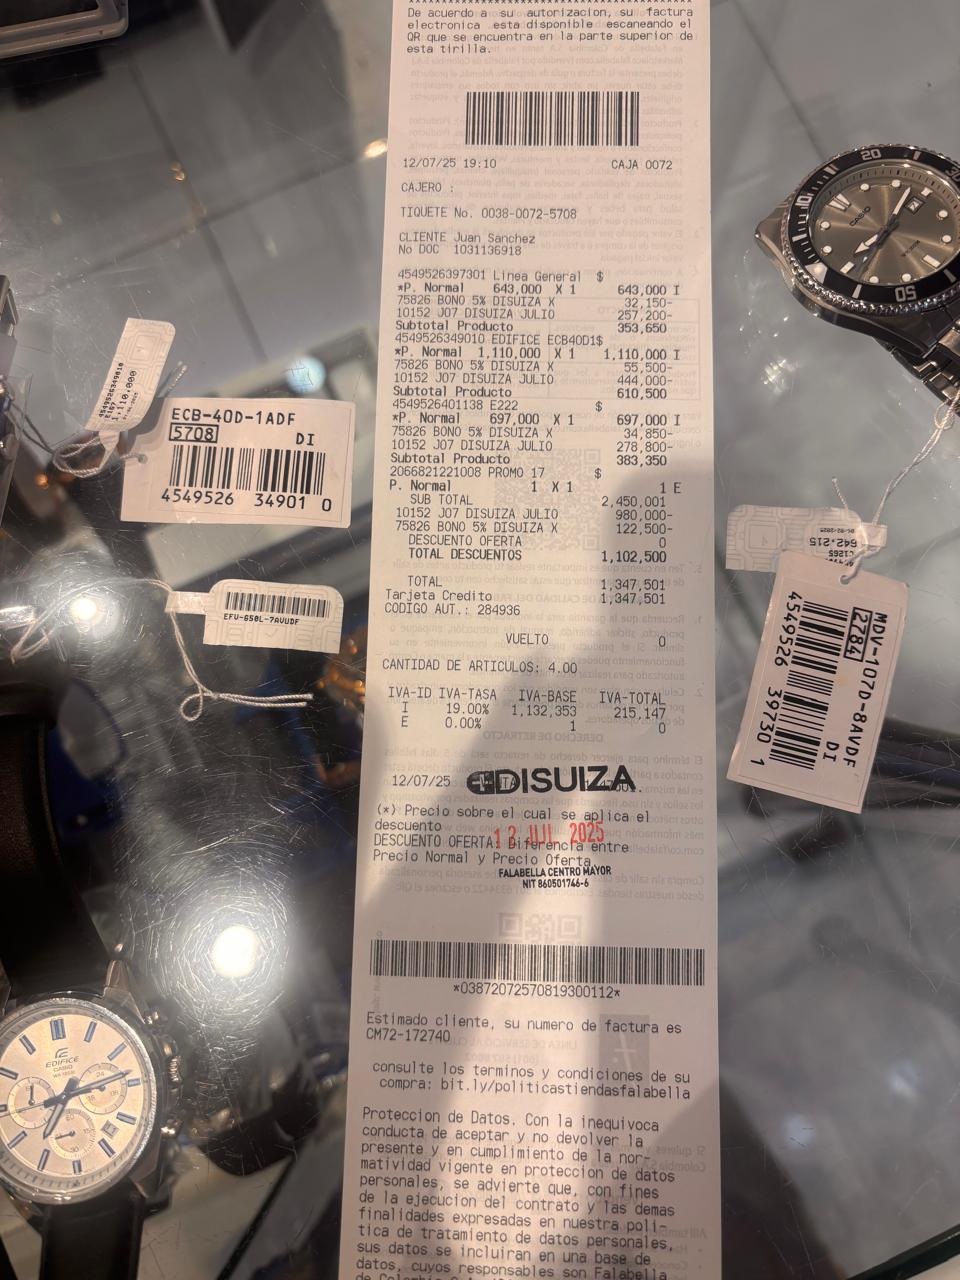 De acuerdo a su autorizacion, su factura
electronica esta disponible escaneando el
QR que se encuentra en la parte superior de
esta tirilla.
12/07/25 19:10 CAJA 0072
CAJERO :
TIQUETE No. 0038-0072-5708
CLIENTE Juan Sanchez
No DOC 1031136918
4549526397301 Linea General $
*P. Normal 643,000 X 1 643,000 I
75826 BONO 5% DISUIZA X 32,150-
10152 J07 DISUIZA JULIO 257,200-
Subtotal Producto 353,650
4549526349010 EDIFICE ECB40D1$
*P. Normal 1,110,000 X 1 1,110,000 I
75826 BONO 5% DISUIZA X 55,500-
10152 J07 DISUIZA JULIO 444,000-
Subtotal Producto 610,500
4549526401138 E222 $
*P. Normal 697,000 X 1 697,000 I
75826 BONO 5% DISUIZA X 34,850-
10152 J07 DISUIZA JULIO 278,800-
Subtotal Producto 383,350
2066821221008 PROMO 17 $
P. Normal 1 X 1 1 E
SUB TOTAL 2,450,001
10152 J07 DISUIZA JULIO 980,000-
75826 BONO 5% DISUIZA X 122,500-
DESCUENTO OFERTA 0
TOTAL DESCUENTOS 1,102,500
TOTAL 1,347,501
Tarjeta Credito 1,347,501
CODIGO AUT.: 284936
VUELTO 0
CANTIDAD DE ARTICULOS: 4.00
IVA-ID IVA-TASA IVA-BASE IVA-TOTAL
I 19.00% 1,132,353 215,147
E 0.00% 1 0
12/07/25
DISUIZA
(*) Precio sobre el cual se aplica el
descuento
12 JUL 2025
DESCUENTO OFERTA: Diferencia entre
Precio Normal y Precio Oferta
FALABELLA CENTRO MAYOR
NIT 860501746-6
*03872072570819300112*
Estimado cliente, su numero de factura es
CM72-172740
consulte los terminos y condiciones de su
compra: bit.ly/politicastiendasfalabella
Proteccion de Datos. Con la inequivoca
conducta de aceptar y no devolver la
presente y en cumplimiento de la nor-
matividad vigente en proteccion de datos
personales, se advierte que, con fines
de la ejecucion del contrato y las demas
finalidades expresadas en nuestra poli-
tica de tratamiento de datos personales,
sus datos se incluiran en una base de
datos, cuyos responsables son Falabella
4549526349010
1,110,000
ECB-40D-1ADF
5708 DI
4549526 34901 0
EFU-650L-7AVUDF
642,215
MDV-107D-8AVDF
2784 DI
4549526 39730 1
EDIFICE
CASIO
CASIO
20
50